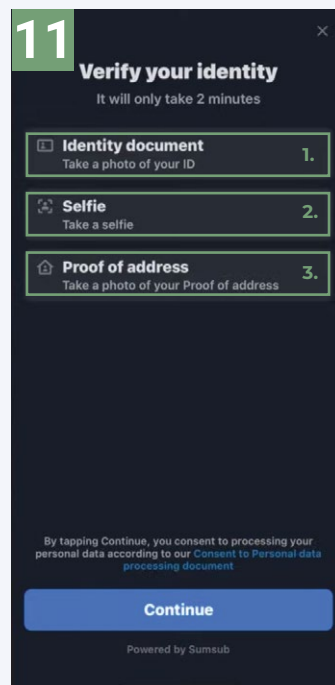 11
Verify your identity
It will only take 2 minutes
Identity document
Take a photo of your ID
1.
Selfie
Take a selfie
2.
Proof of address
Take a photo of your Proof of address
3.
By tapping Continue, you consent to processing your
personal data according to our Consent to Personal data
processing document
Continue
Powered by Sumsub